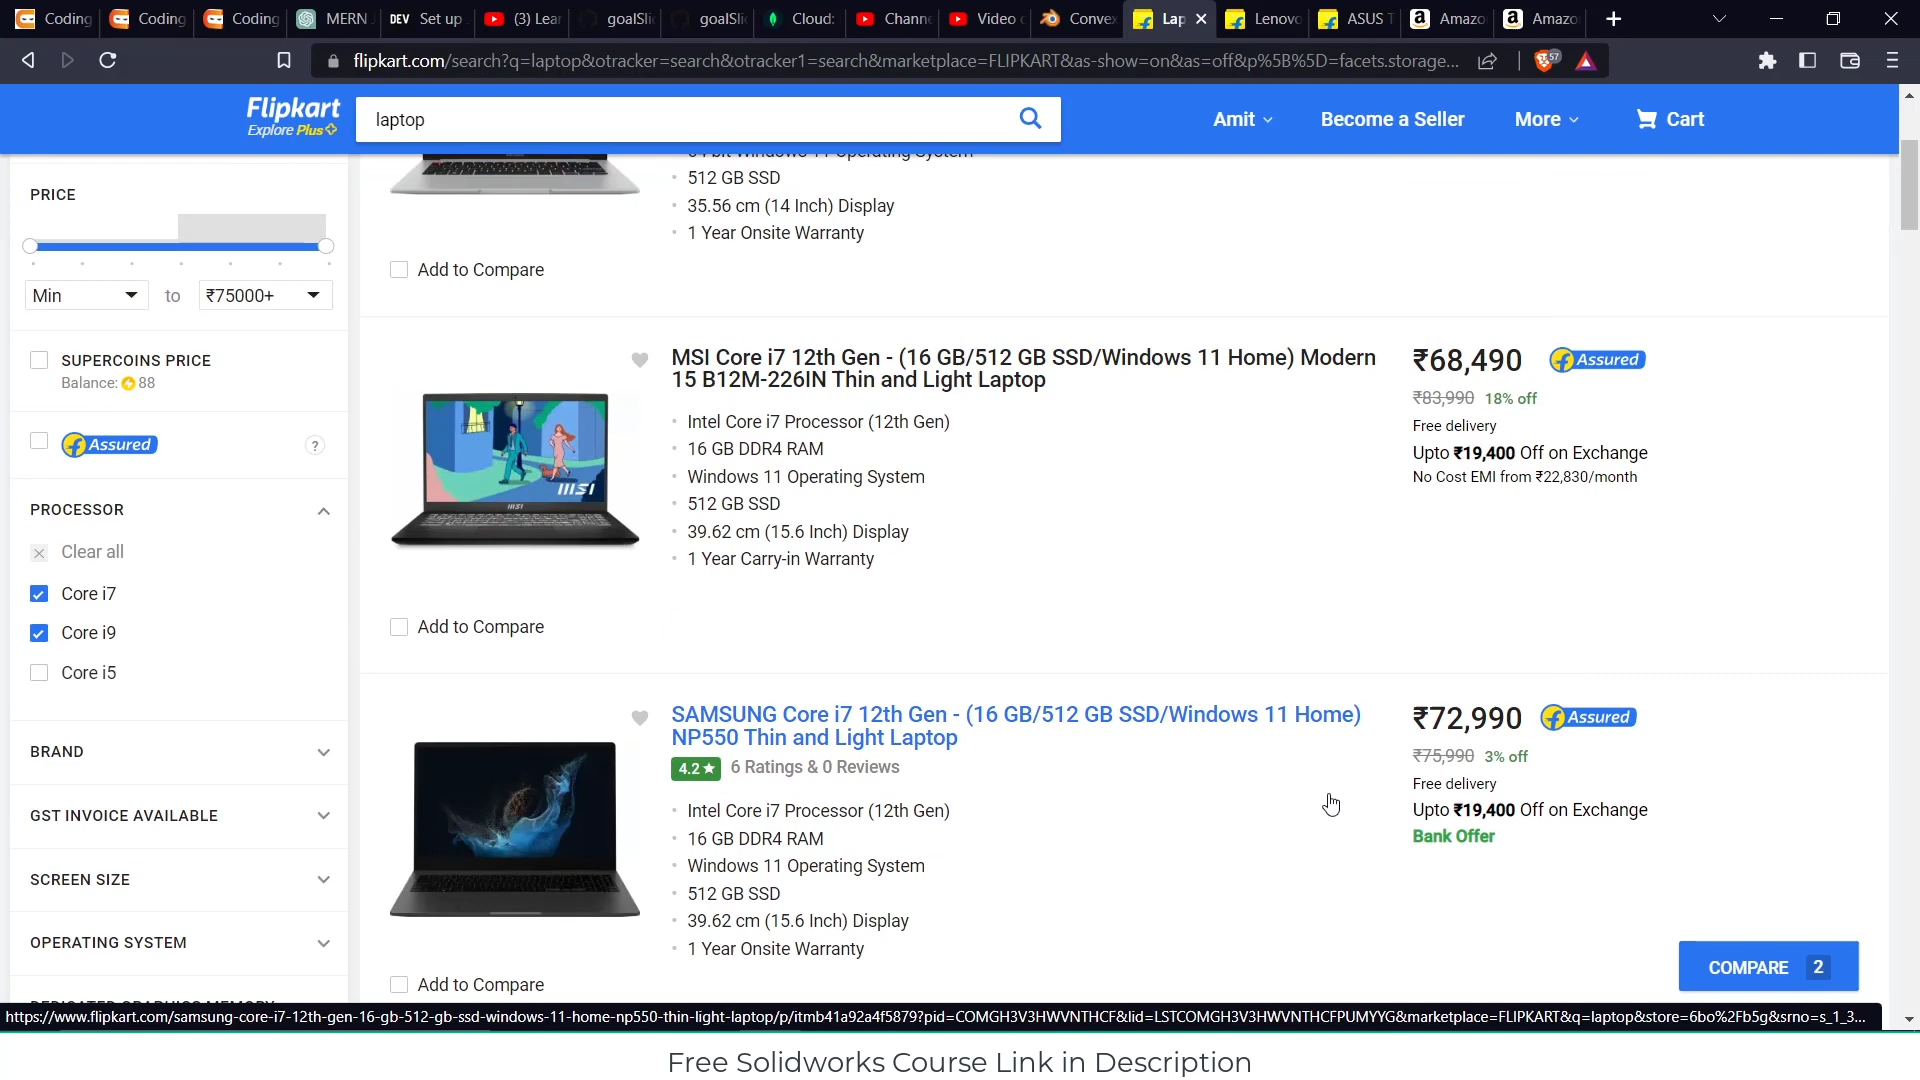 Coding
Coding
Coding
MERN
DEV Set up
(3) Lear
goalSli
goalSli
Cloud:
Chann
Video
Conve
Lap
Lenovo
ASUS T
Amazo
Amazo
flipkart.com/search?q=laptop&otracker=search&otracker1=search&marketplace=FLIPKART&as-show=on&as=off&p%5B%5D=facets.storage...
57
Flipkart
Explore Plus
laptop
Amit
Become a Seller
More
Cart
PRICE
Min
to
₹75000+
SUPERCOINS PRICE
Balance: 88
Assured
?
PROCESSOR
Clear all
Core i7
Core i9
Core i5
BRAND
GST INVOICE AVAILABLE
SCREEN SIZE
OPERATING SYSTEM
DEDICATED GRAPHICS MEMORY
64 bit Windows 11 Operating System
512 GB SSD
35.56 cm (14 Inch) Display
1 Year Onsite Warranty
Add to Compare
MSI Core i7 12th Gen - (16 GB/512 GB SSD/Windows 11 Home) Modern
15 B12M-226IN Thin and Light Laptop
Intel Core i7 Processor (12th Gen)
16 GB DDR4 RAM
Windows 11 Operating System
512 GB SSD
39.62 cm (15.6 Inch) Display
1 Year Carry-in Warranty
msi
msi
Add to Compare
₹68,490 Assured
₹83,990 18% off
Free delivery
Upto ₹19,400 Off on Exchange
No Cost EMI from ₹22,830/month
SAMSUNG Core i7 12th Gen - (16 GB/512 GB SSD/Windows 11 Home)
NP550 Thin and Light Laptop
4.2★ 6 Ratings & 0 Reviews
Intel Core i7 Processor (12th Gen)
16 GB DDR4 RAM
Windows 11 Operating System
512 GB SSD
39.62 cm (15.6 Inch) Display
1 Year Onsite Warranty
Add to Compare
₹72,990 Assured
₹75,990 3% off
Free delivery
Upto ₹19,400 Off on Exchange
Bank Offer
COMPARE 2
https://www.flipkart.com/samsung-core-i7-12th-gen-16-gb-512-gb-ssd-windows-11-home-np550-thin-light-laptop/p/itmb41a92a4f5879?pid=COMGH3V3HWVNTHCF&lid=LSTCOMGH3V3HWVNTHCFPUMYYG&marketplace=FLIPKART&q=laptop&store=6bo%2Fb5g&srno=s_1_3...
Free Solidworks Course Link in Description